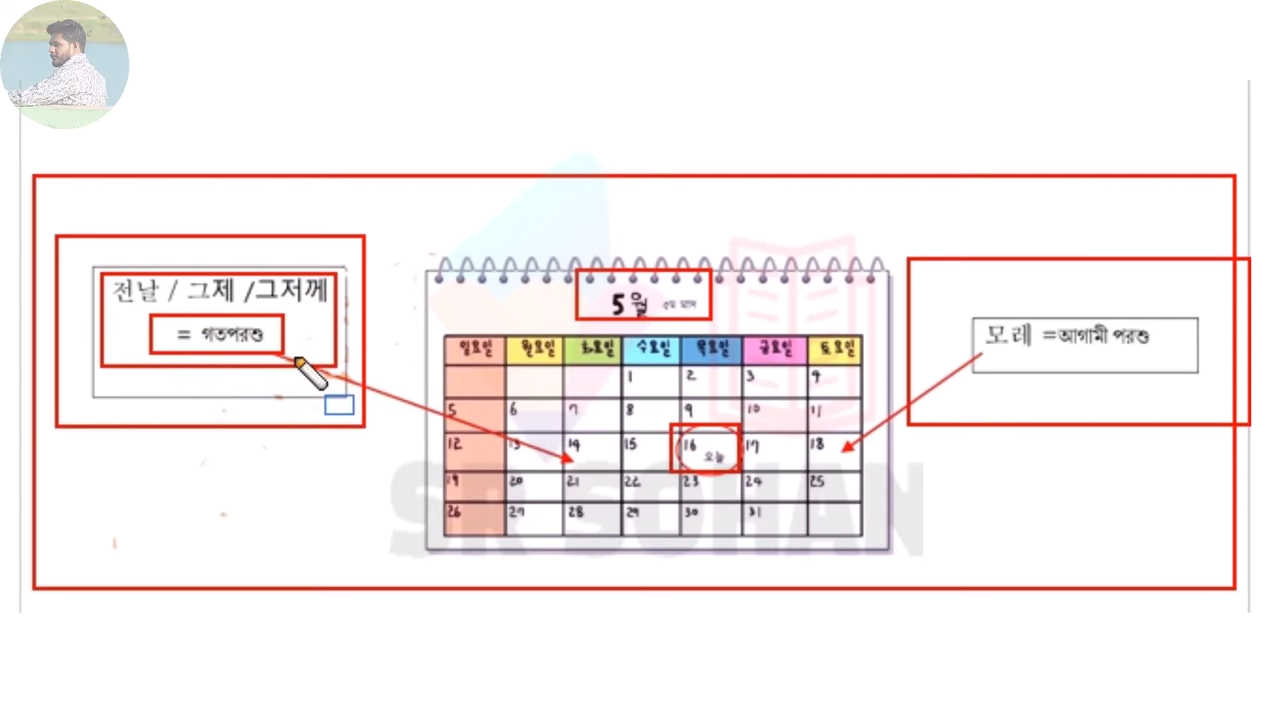 전날 / 그제 /그저께
= গতপরশু
5월
모레 =আগামী পরশু
일요일 월요일 화요일 수요일 목요일 금요일 토요일
1 2 3 4
5 6 7 8 9 10 11
12 13 14 15 16 오늘 17 18
19 20 21 22 23 24 25
26 27 28 29 30 31
SR SOHAN